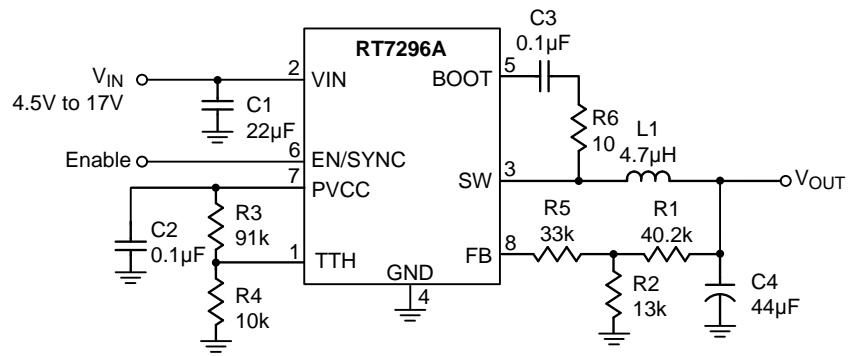 RT7296A
C3
0.1µF
VIN
4.5V to 17V
2
VIN
BOOT
5
C1
22µF
R6
10
L1
4.7µH
Enable
6
EN/SYNC
7
PVCC
SW
3
VOUT
R3
91k
C2
0.1µF
1
TTH
R5
33k
R1
40.2k
FB
8
GND
4
R4
10k
R2
13k
C4
44µF